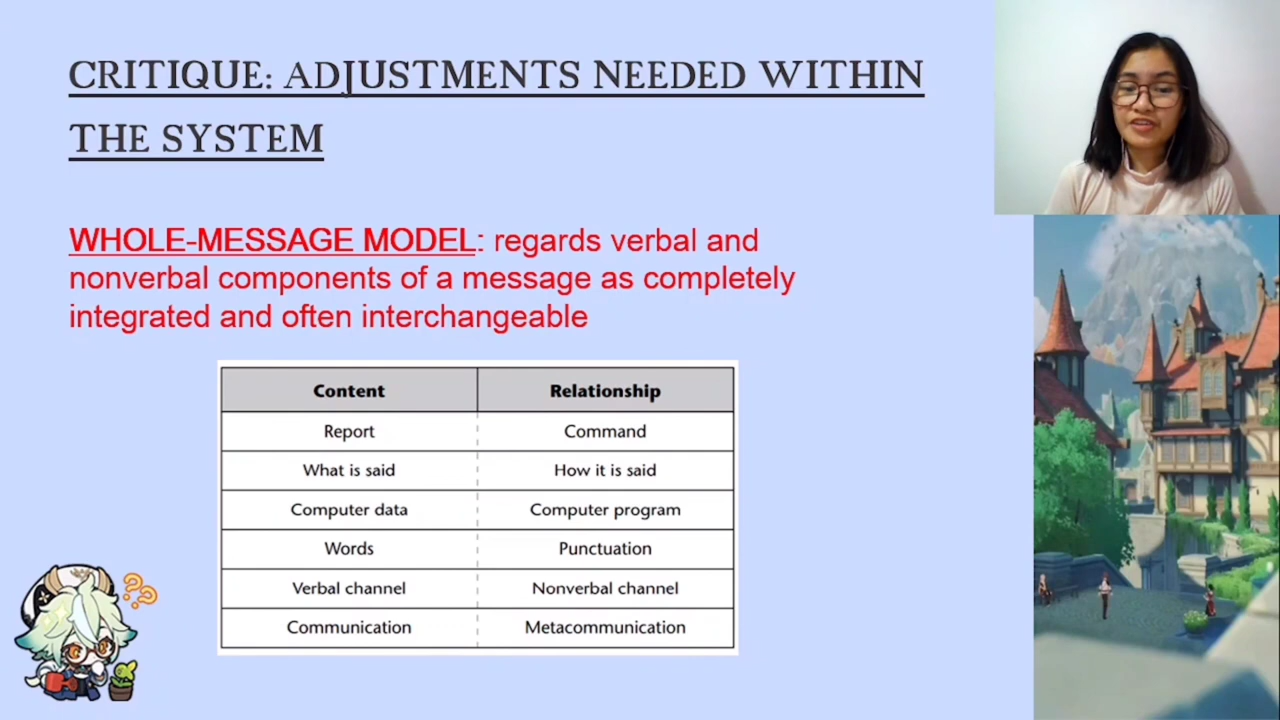 CRITIQUE: ADJUSTMENTS NEEDED WITHIN
THE SYSTEM
WHOLE-MESSAGE MODEL: regards verbal and
nonverbal components of a message as completely
integrated and often interchangeable
Content Relationship
Report Command
What is said How it is said
Computer data Computer program
Words Punctuation
Verbal channel Nonverbal channel
Communication Metacommunication
??